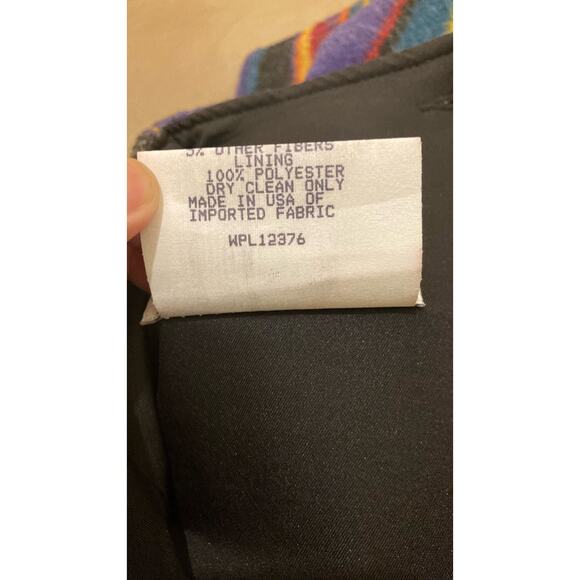 5% OTHER FIBERS
LINING
100% POLYESTER
DRY CLEAN ONLY
MADE IN USA OF
IMPORTED FABRIC
WPL12376